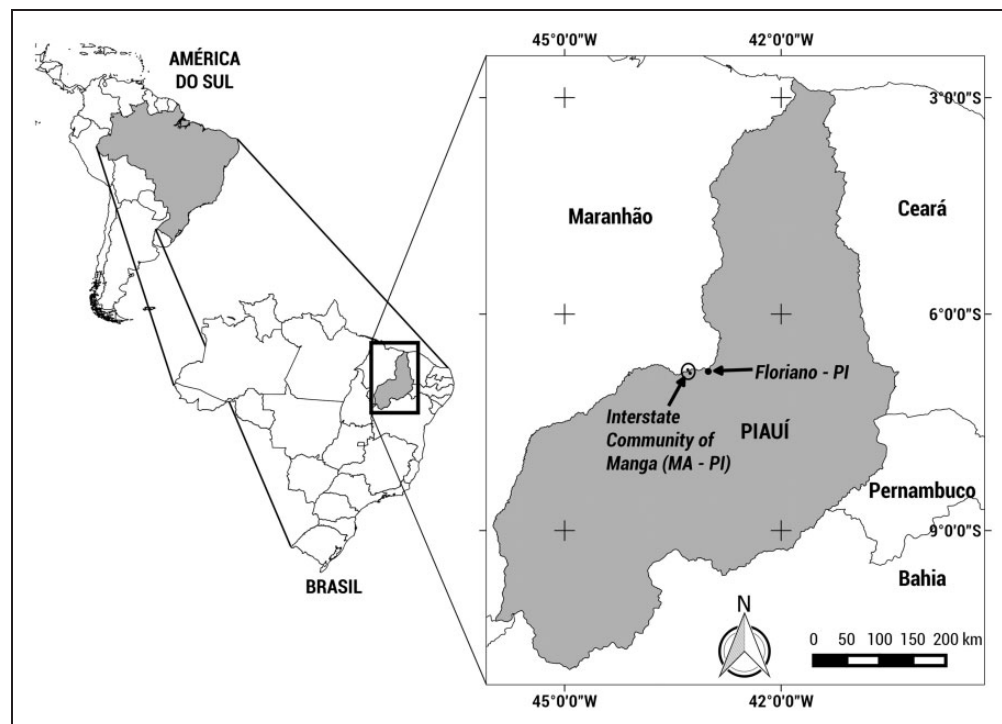 AMÉRICA
DO SUL
BRASIL
45°0'0"W
42°0'0"W
3°0'0"S
Maranhão
Ceará
6°0'0"S
Floriano - PI
Interstate
Community of
Manga (MA - PI)
PIAUÍ
Pernambuco
9°0'0"S
Bahia
N
0 50 100 150 200 km
45°0'0"W
42°0'0"W